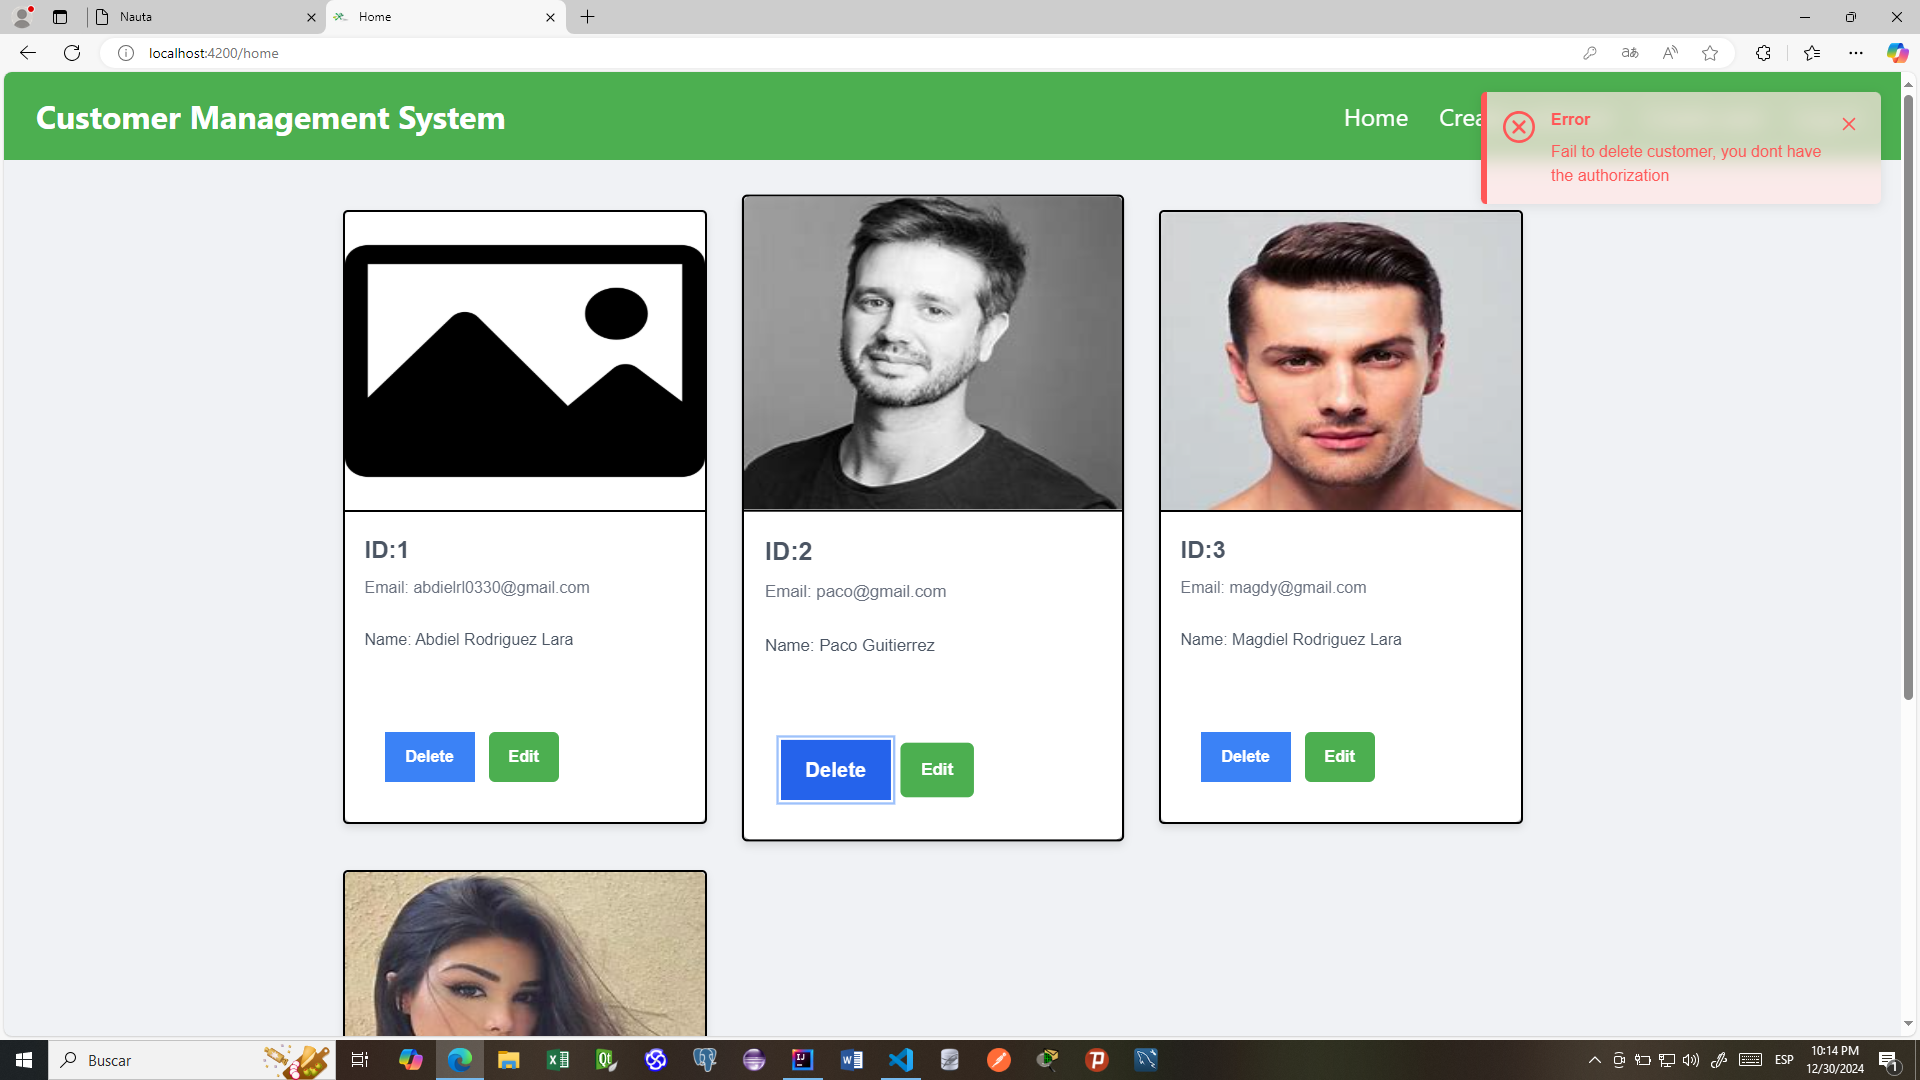 Nauta
Home
localhost:4200/home
Customer Management System
Home
Crea
Error
Fail to delete customer, you dont have
the authorization
ID:1
Email: abdielrl0330@gmail.com
Name: Abdiel Rodriguez Lara
Delete
Edit
ID:2
Email: paco@gmail.com
Name: Paco Guitierrez
Delete
Edit
ID:3
Email: magdy@gmail.com
Name: Magdiel Rodriguez Lara
Delete
Edit
Buscar
ESP
10:14 PM
12/30/2024
1